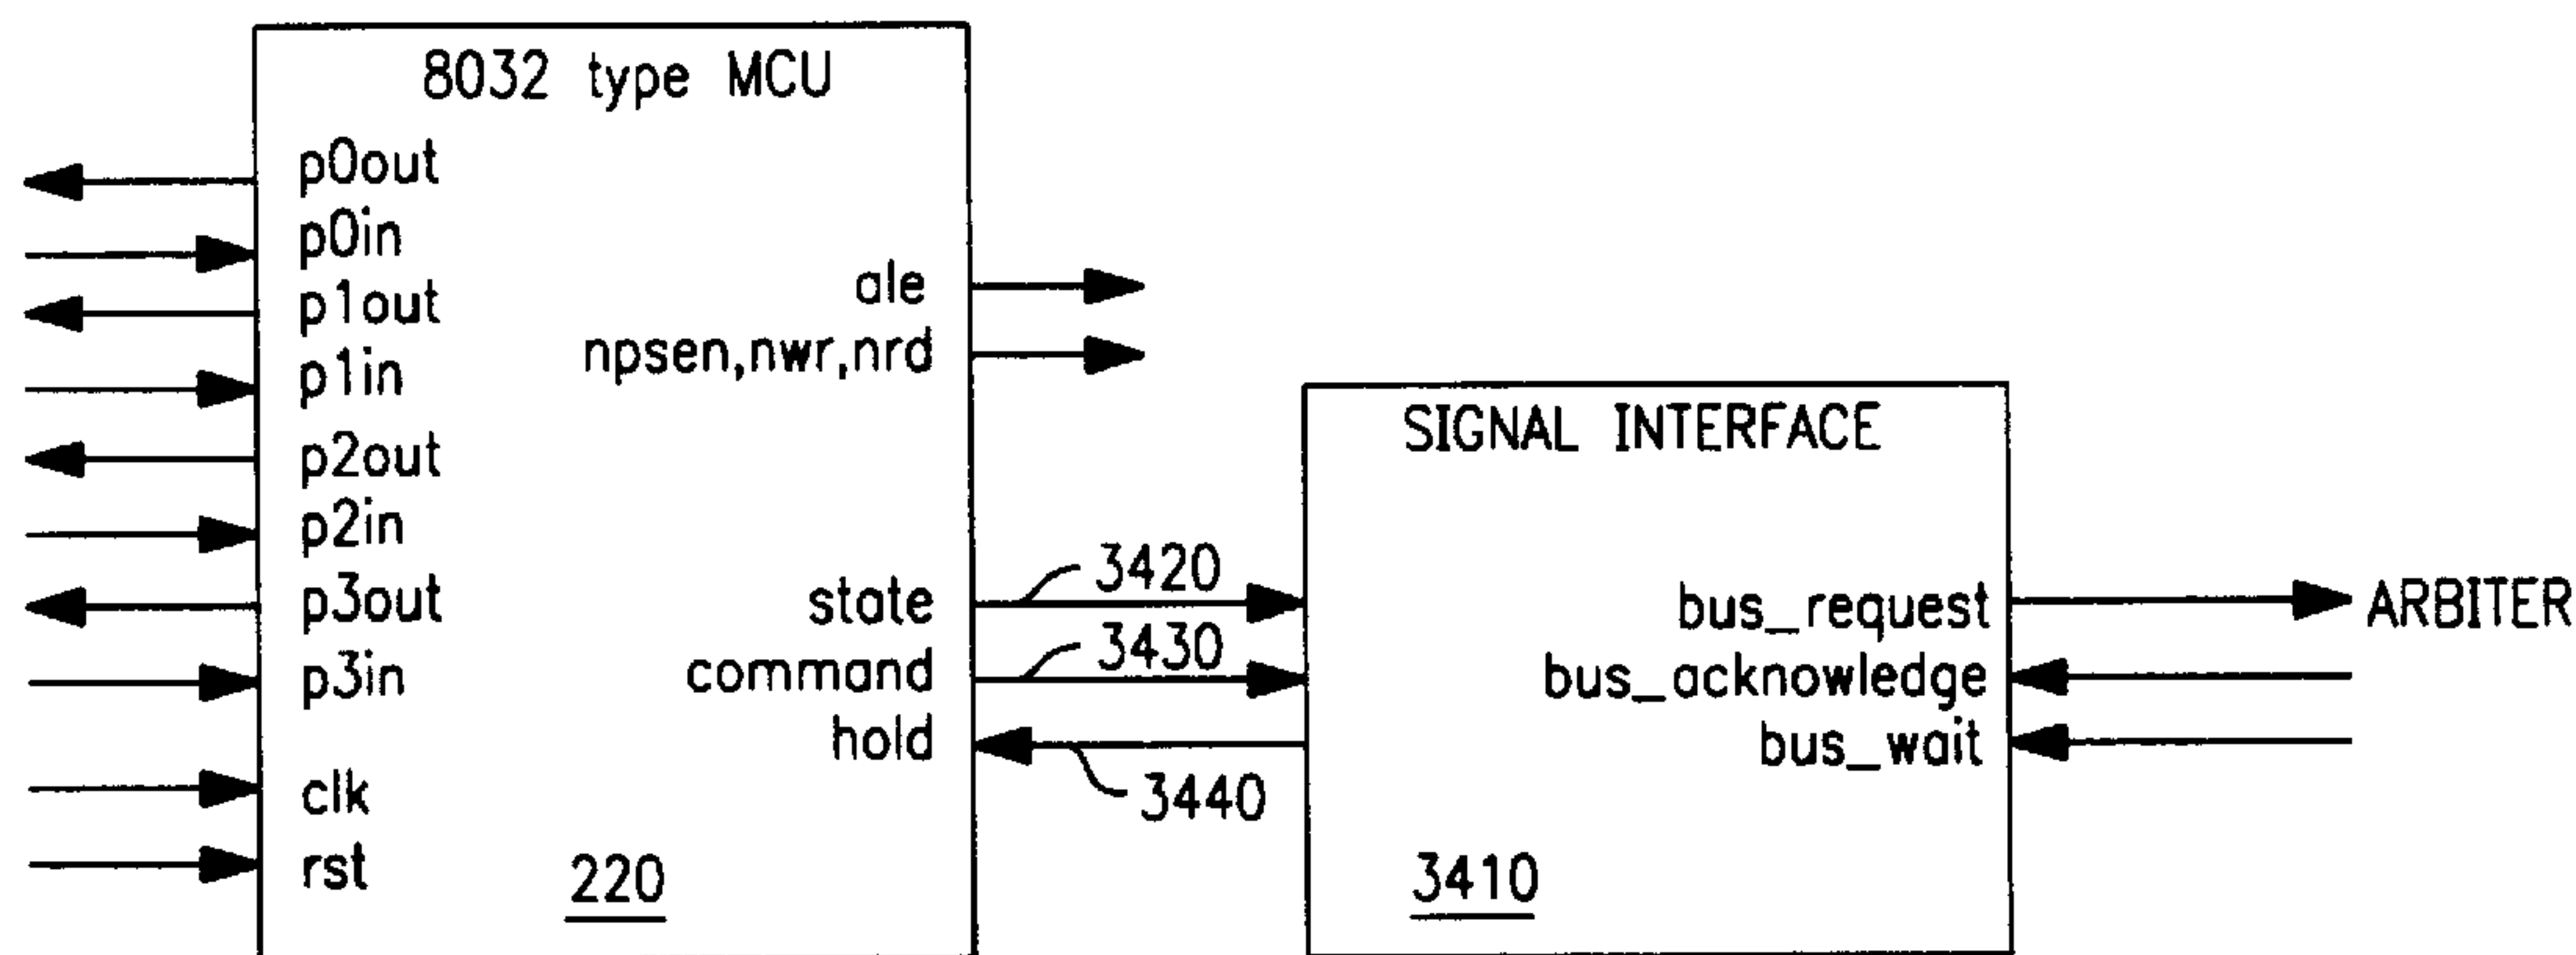 8032 type MCU
p0out
p0in
p1out
p1in
p2out
p2in
p3out
p3in
clk
rst
ale
npsen,nwr,nrd
state
command
hold
220
3420
3430
3440
SIGNAL INTERFACE
bus_request
bus_acknowledge
bus_wait
3410
ARBITER